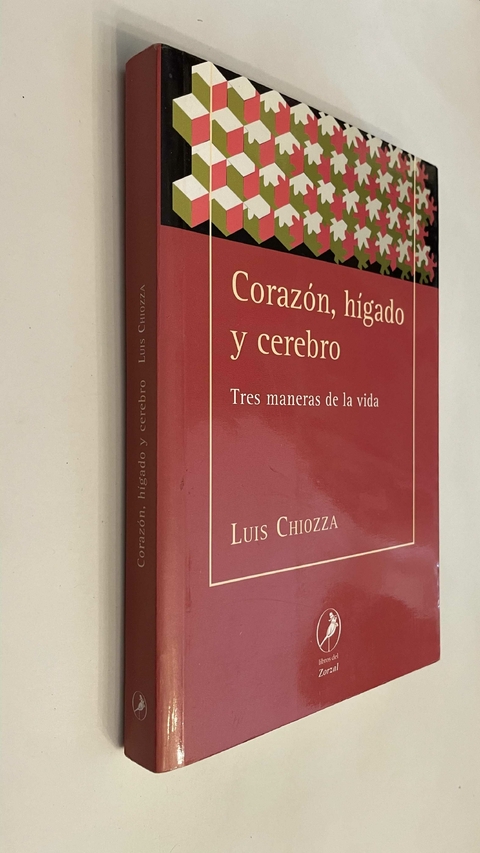 Corazón, hígado
y cerebro
Tres maneras de la vida
LUIS CHIOZZA
libros del
Zorzal
Corazón, hígado y cerebro LUIS CHIOZZA